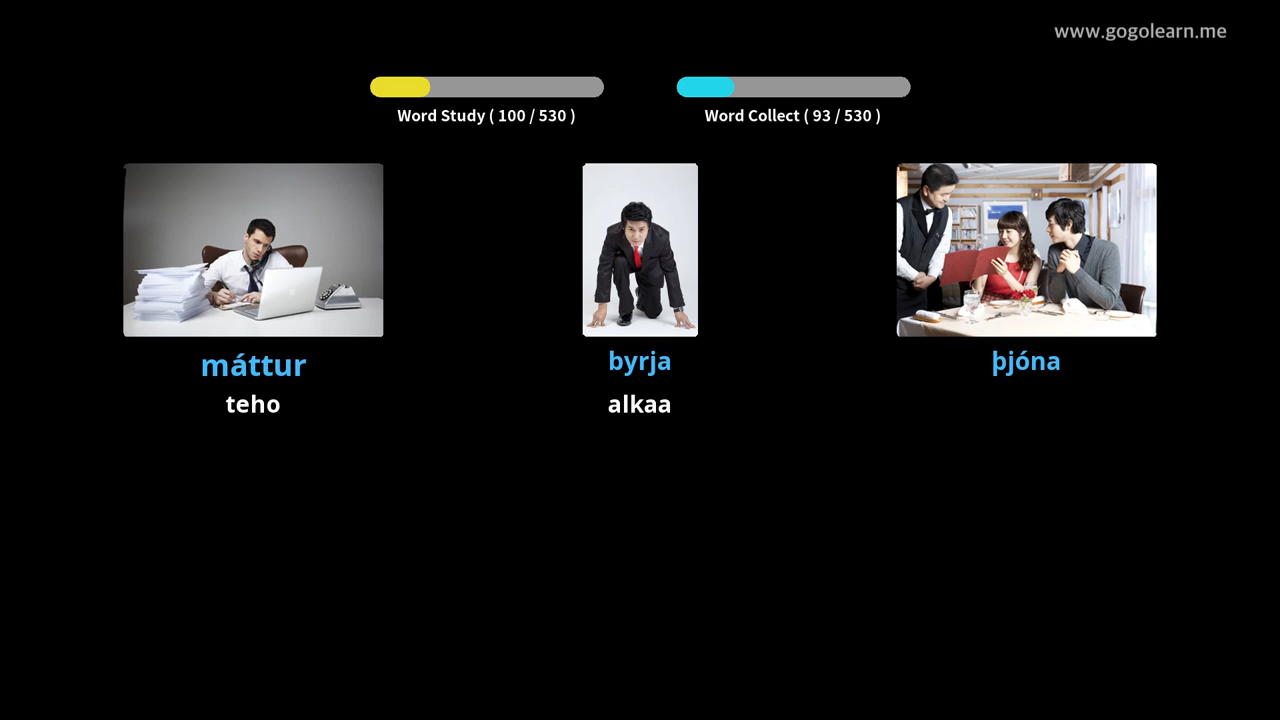 www.gogolearn.me
Word Study ( 100 / 530 )
Word Collect ( 93 / 530 )
máttur
byrja
þjóna
teho
alkaa